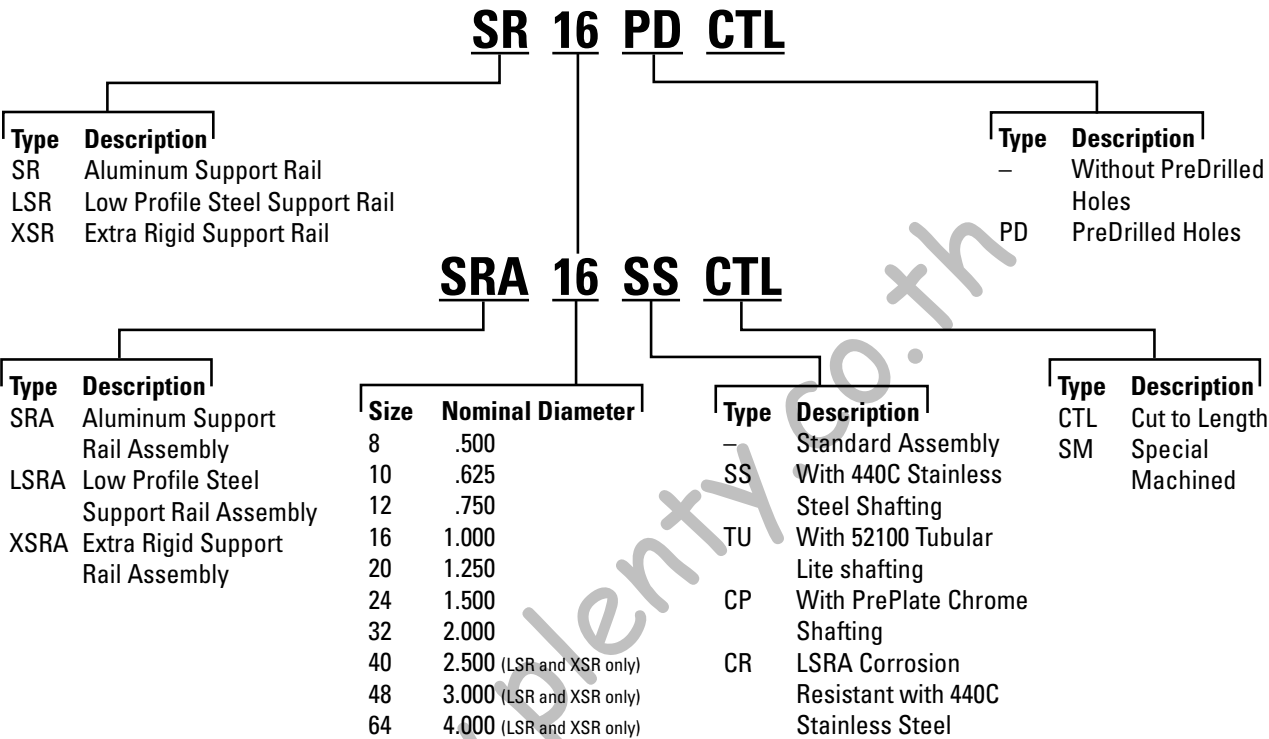 SR 16 PD CTL
Type Description
SR Aluminum Support Rail
LSR Low Profile Steel Support Rail
XSR Extra Rigid Support Rail
Type Description
– Without PreDrilled
Holes
PD PreDrilled Holes
SRA 16 SS CTL
Type Description
SRA Aluminum Support
Rail Assembly
LSRA Low Profile Steel
Support Rail Assembly
XSRA Extra Rigid Support
Rail Assembly
Size Nominal Diameter
8 .500
10 .625
12 .750
16 1.000
20 1.250
24 1.500
32 2.000
40 2.500 (LSR and XSR only)
48 3.000 (LSR and XSR only)
64 4.000 (LSR and XSR only)
Type Description
– Standard Assembly
SS With 440C Stainless
Steel Shafting
TU With 52100 Tubular
Lite shafting
CP With PrePlate Chrome
Shafting
CR LSRA Corrosion
Resistant with 440C
Stainless Steel
Type Description
CTL Cut to Length
SM Special
Machined
plenty.co.th